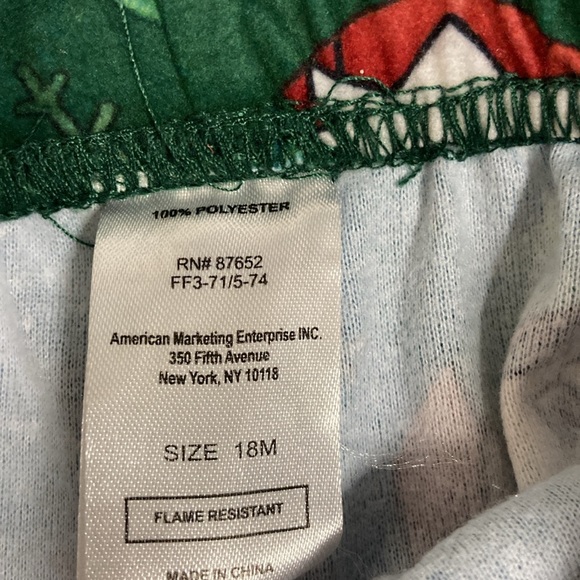 100% POLYESTER
RN# 87652
FF3-71/5-74
American Marketing Enterprise INC.
350 Fifth Avenue
New York, NY 10118
SIZE 18M
FLAME RESISTANT
MADE IN CHINA